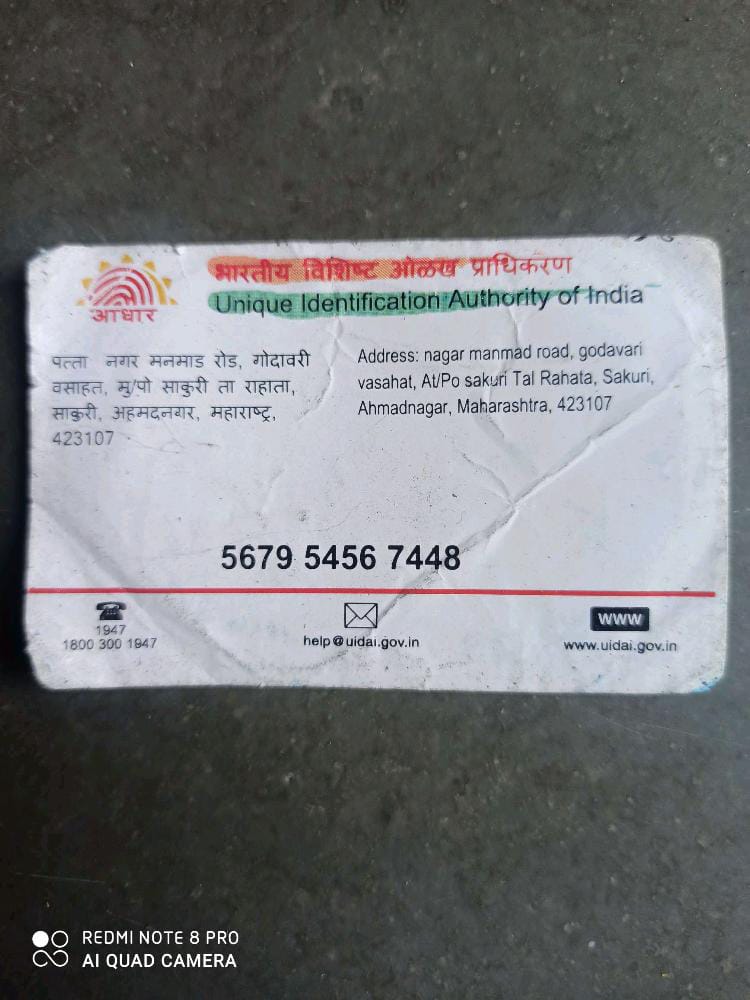 भारतीय विशिष्ट ओळख प्राधिकरण
Unique Identification Authority of India
आधार
पत्ता नगर मनमाड रोड, गोदावरी
वसाहत, मु/पो साकुरी ता राहाता,
साकुरी, अहमदनगर, महाराष्ट्र,
423107
Address: nagar manmad road, godavari
vasahat, At/Po sakuri Tal Rahata, Sakuri,
Ahmadnagar, Maharashtra, 423107
5679 5456 7448
1947
1800 300 1947
help@uidai.gov.in
www
www.uidai.gov.in
REDMI NOTE 8 PRO
AI QUAD CAMERA